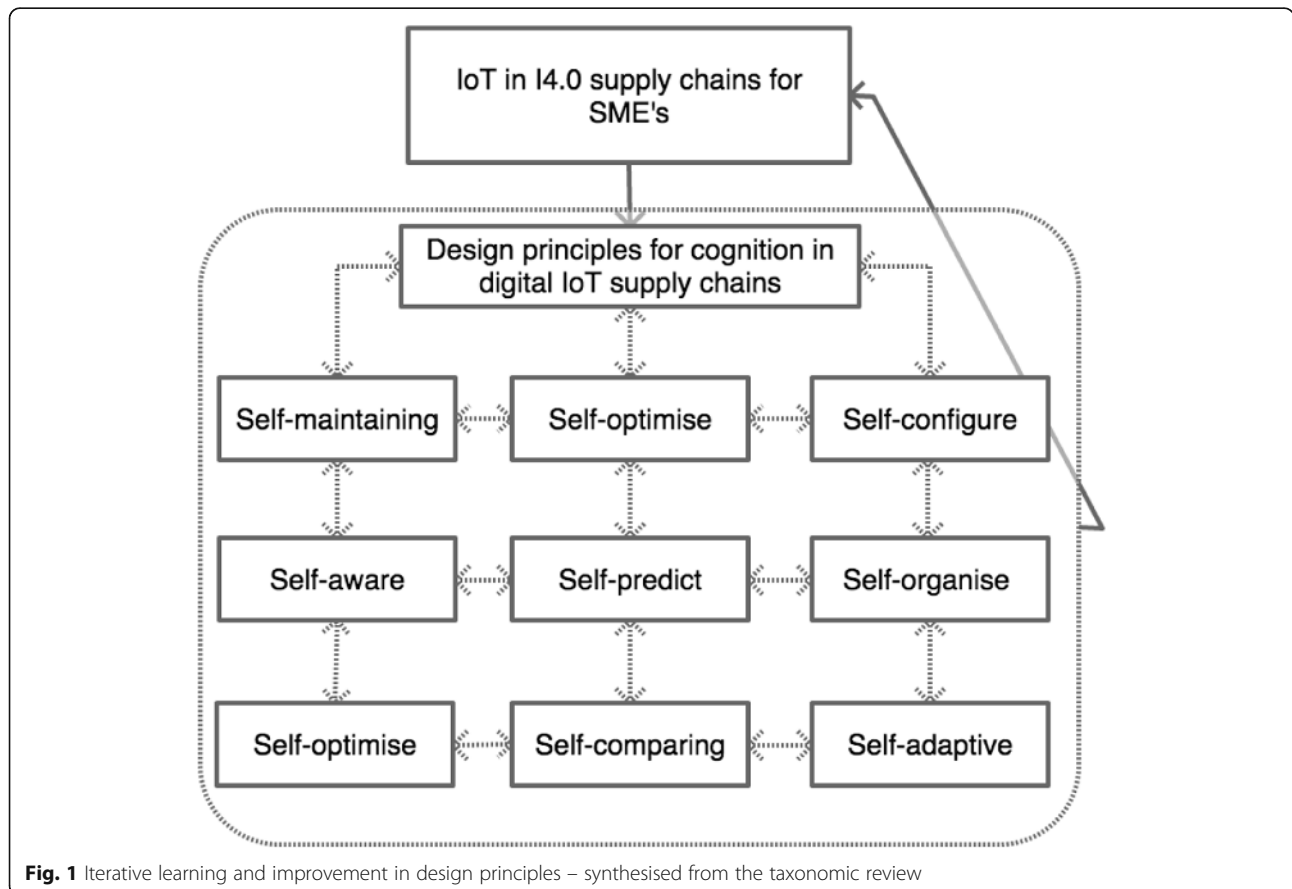 IoT in I4.0 supply chains for
SME's
Design principles for cognition in
digital IoT supply chains
Self-maintaining
Self-optimise
Self-configure
Self-aware
Self-predict
Self-organise
Self-optimise
Self-comparing
Self-adaptive
Fig. 1 Iterative learning and improvement in design principles – synthesised from the taxonomic review